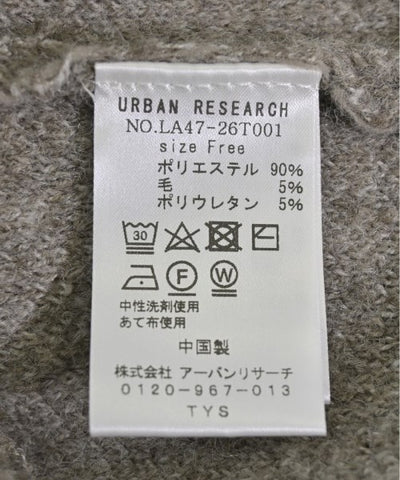 URBAN RESEARCH
NO.LA47-26T001
size Free
ポリエステル 90%
毛 5%
ポリウレタン 5%
30
F W
中性洗剤使用
あて布使用
中国製
株式会社 アーバンリサーチ
0120-967-013
TYS